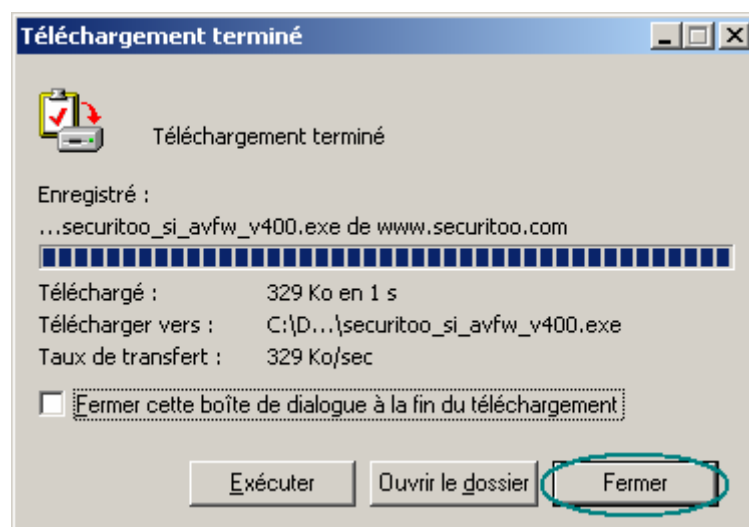 Téléchargement terminé
Téléchargement terminé
Enregistré :
...securitoo_si_avfw_v400.exe de www.securitoo.com
Téléchargé : 329 Ko en 1 s
Télécharger vers : C:\D...\securitoo_si_avfw_v400.exe
Taux de transfert : 329 Ko/sec
Fermer cette boîte de dialogue à la fin du téléchargement
Exécuter Ouvrir le dossier Fermer